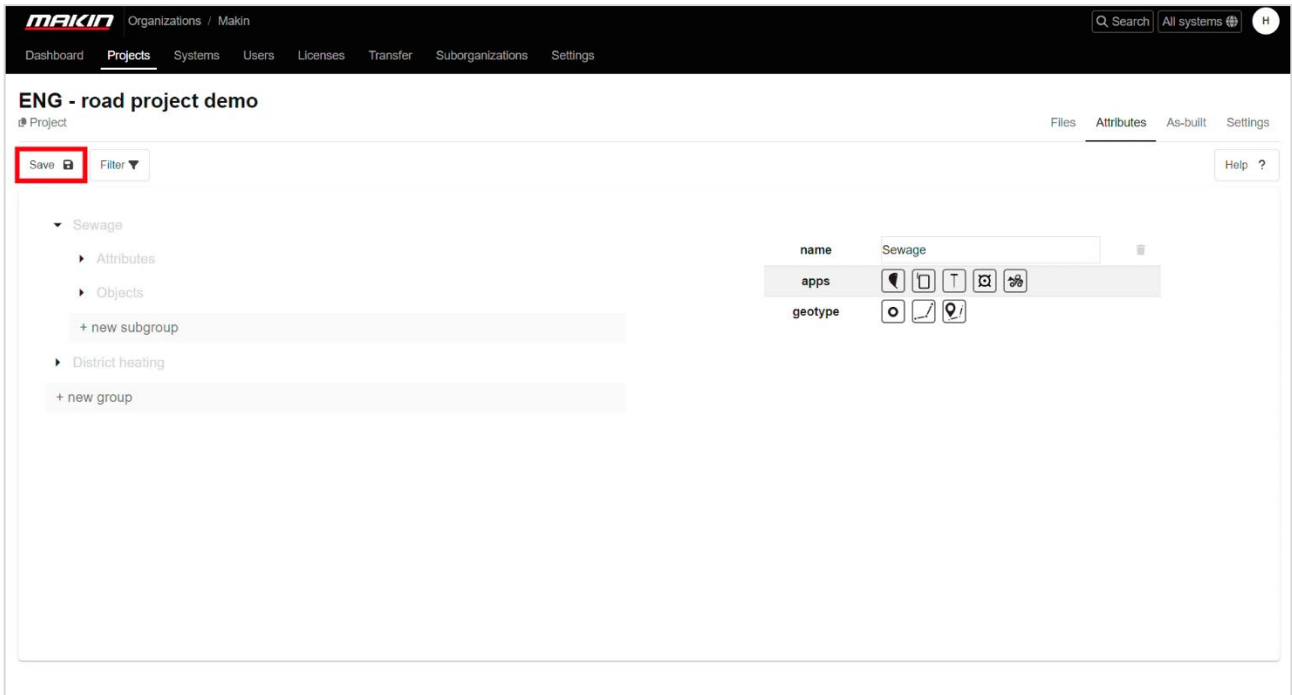 MAKIN Organizations / Makin Search All systems H
Dashboard Projects Systems Users Licenses Transfer Suborganizations Settings
ENG - road project demo
Project
Files Attributes As-built Settings
Save Filter Help ?
Sewage
Attributes
Objects
+ new subgroup
District heating
+ new group
name Sewage
apps
geotype